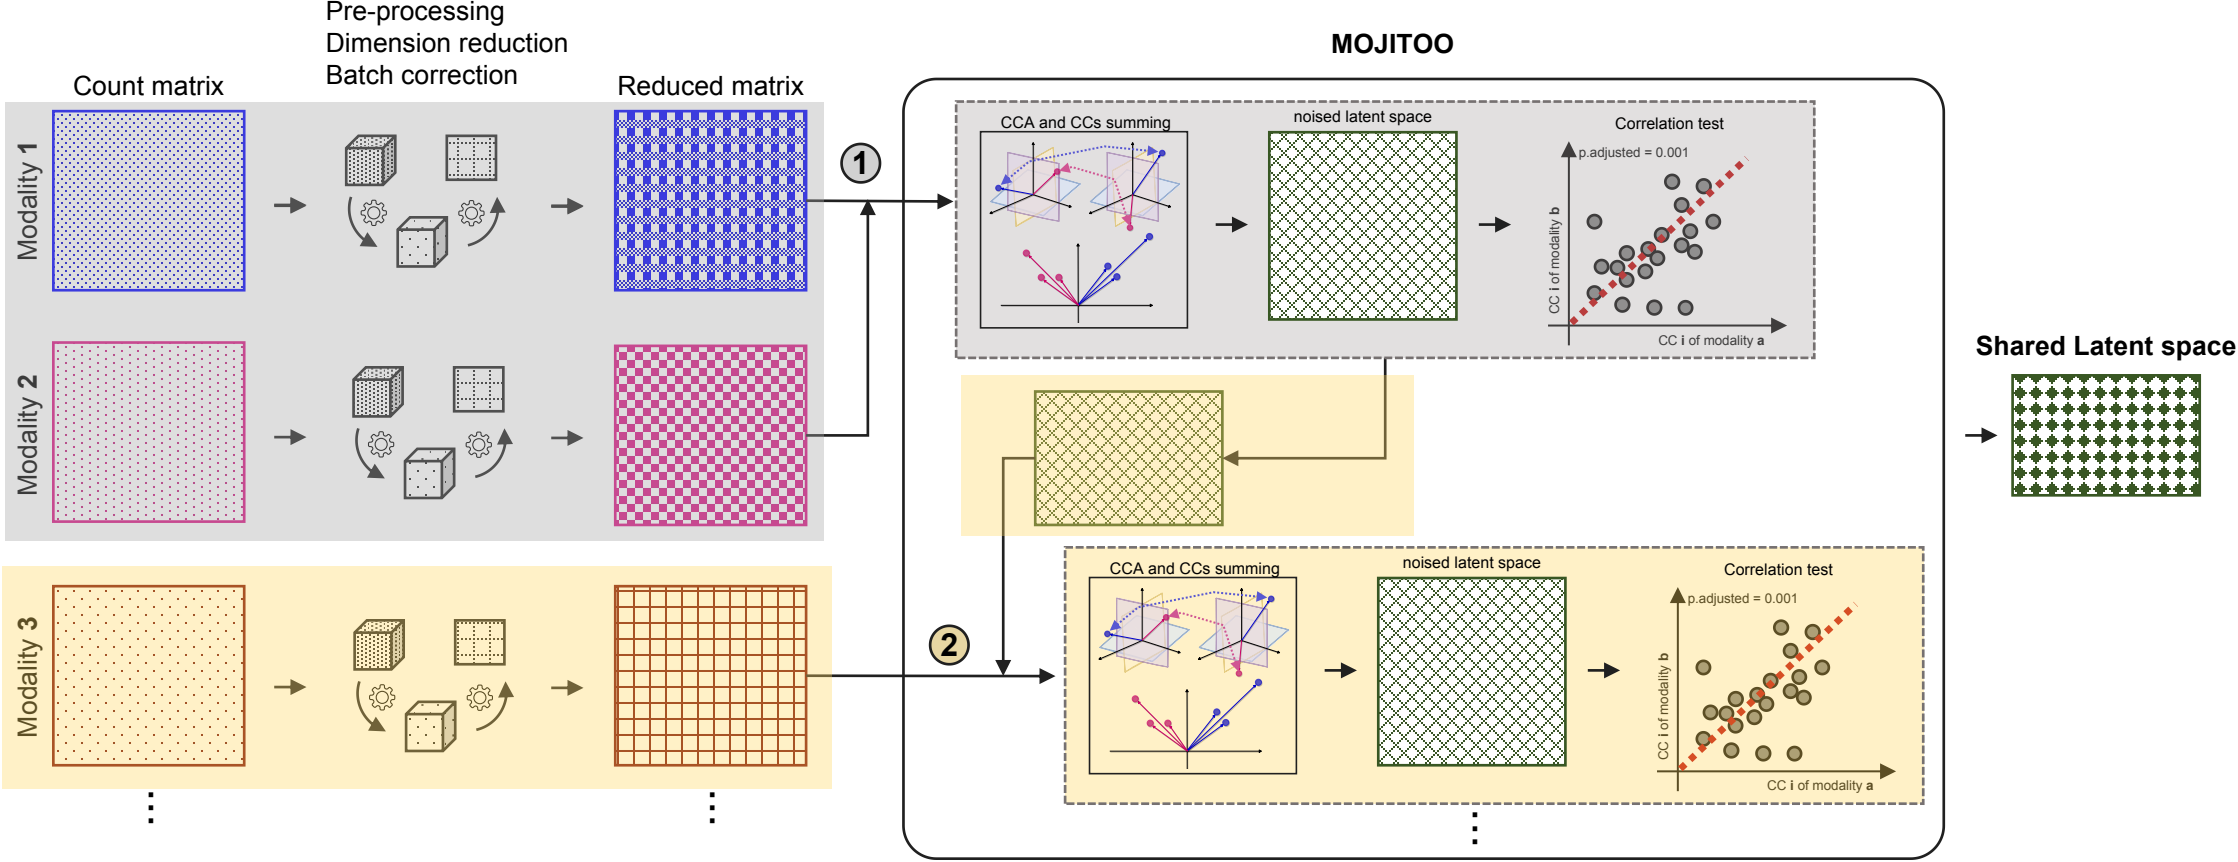 Pre-processing
Dimension reduction
Batch correction
Count matrix
Reduced matrix
MOJITOO
Modality 1
1
CCA and CCs summing
noised latent space
Correlation test
p.adjusted = 0.001
CC i of modality b
CC i of modality a
Modality 2
Shared Latent space
Modality 3
2
CCA and CCs summing
noised latent space
Correlation test
p.adjusted = 0.001
CC i of modality b
CC i of modality a